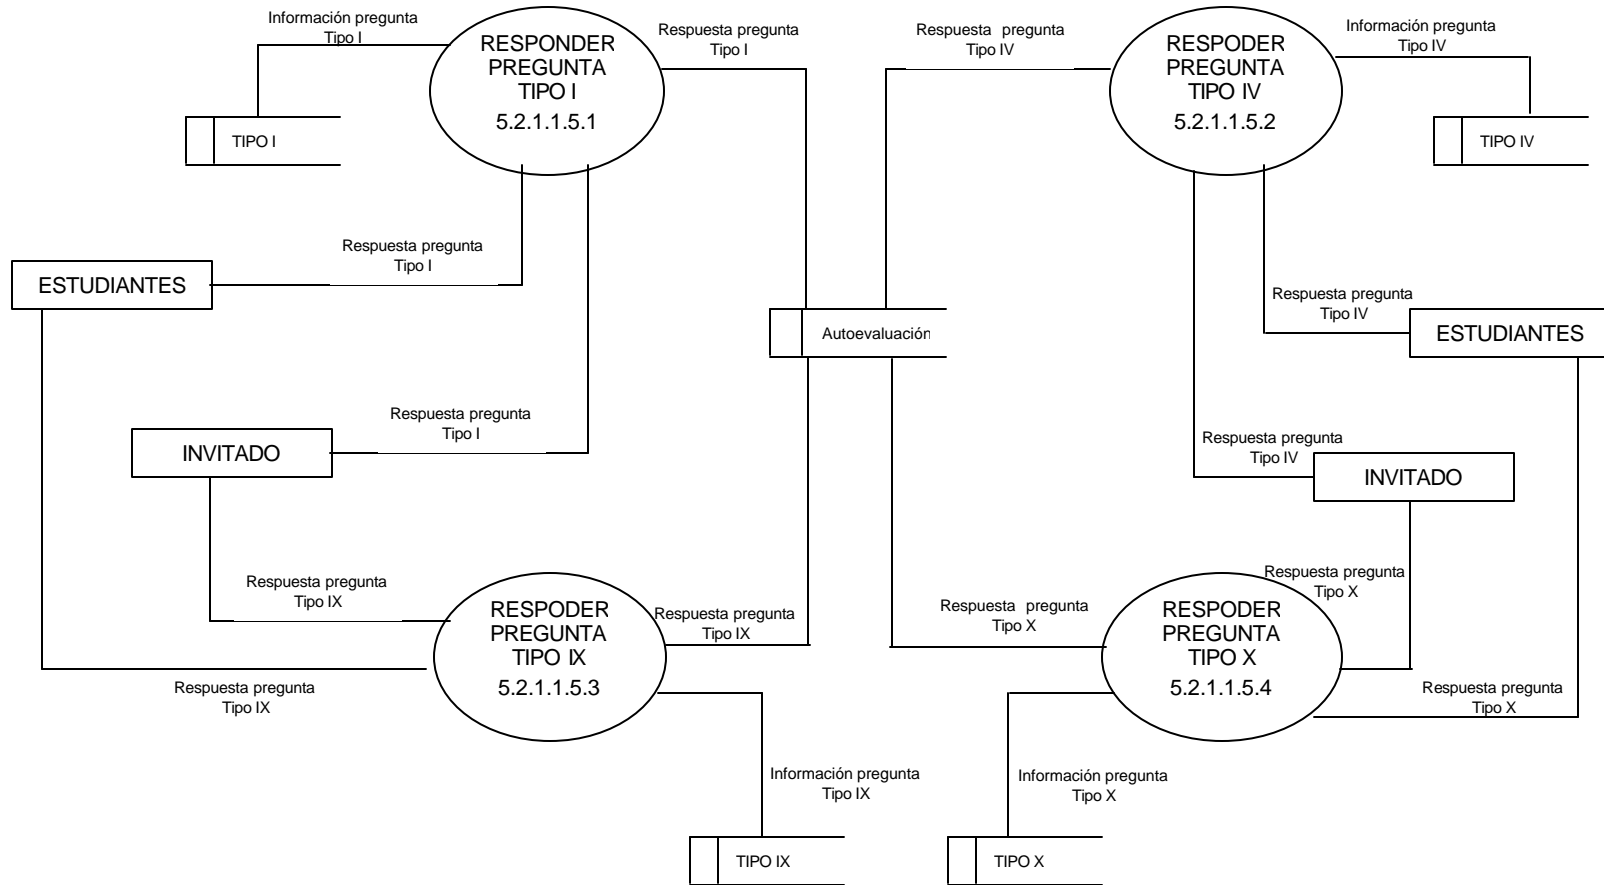 Información pregunta
Tipo I
RESPONDER
PREGUNTA
TIPO I
5.2.1.1.5.1
Respuesta pregunta
Tipo I
Respuesta pregunta
Tipo IV
RESPODER
PREGUNTA
TIPO IV
5.2.1.1.5.2
Información pregunta
Tipo IV
TIPO I
TIPO IV
Respuesta pregunta
Tipo I
ESTUDIANTES
Autoevaluación
Respuesta pregunta
Tipo IV
ESTUDIANTES
Respuesta pregunta
Tipo I
INVITADO
Respuesta pregunta
Tipo IV
INVITADO
Respuesta pregunta
Tipo IX
RESPODER
PREGUNTA
TIPO IX
5.2.1.1.5.3
Respuesta pregunta
Tipo IX
Respuesta pregunta
Tipo X
RESPODER
PREGUNTA
TIPO X
5.2.1.1.5.4
Respuesta pregunta
Tipo X
Respuesta pregunta
Tipo IX
Respuesta pregunta
Tipo X
Información pregunta
Tipo IX
Información pregunta
Tipo X
TIPO IX
TIPO X